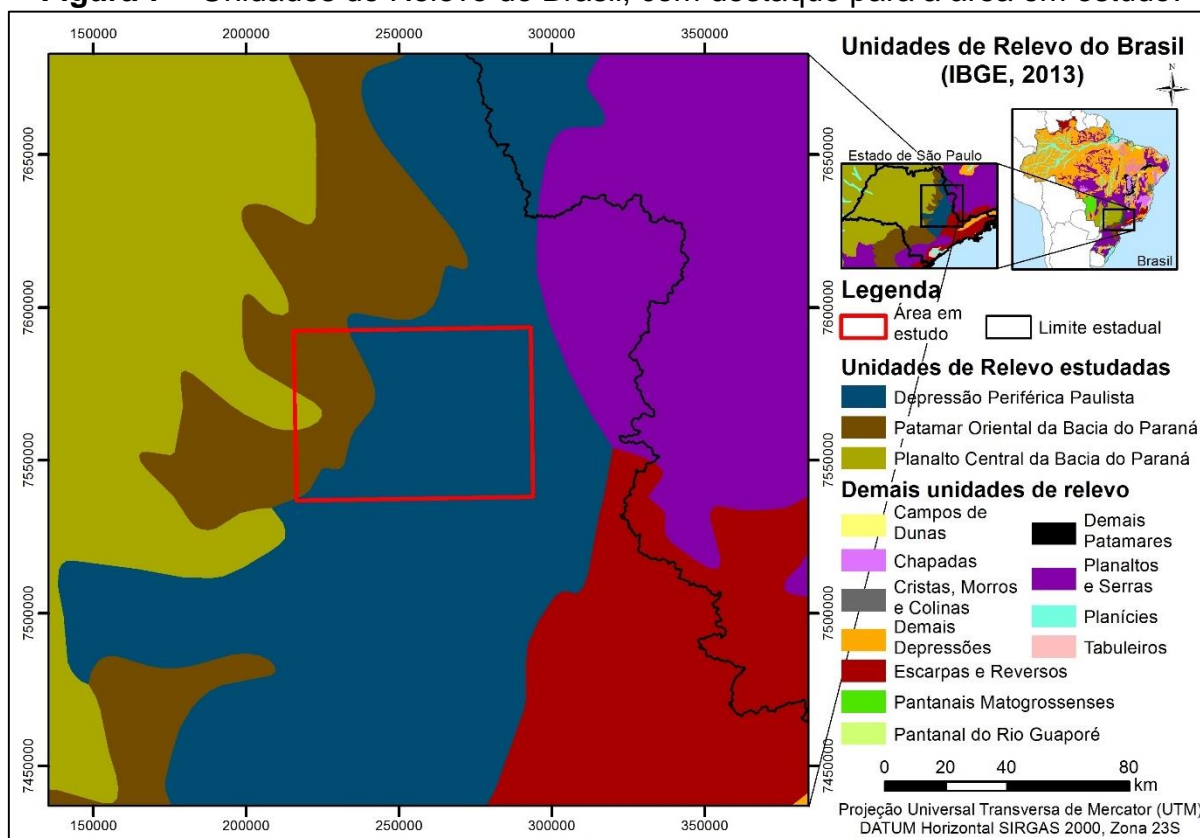 150000
200000
250000
300000
350000
Unidades de Relevo do Brasil
(IBGE, 2013)
N
Estado de São Paulo
Brasil
7650000
7600000
7550000
7500000
7450000
7650000
7600000
7550000
7500000
7450000
Legenda
Área em
estudo
Limite estadual
Unidades de Relevo estudadas
Depressão Periférica Paulista
Patamar Oriental da Bacia do Paraná
Planalto Central da Bacia do Paraná
Demais unidades de relevo
Campos de
Dunas
Chapadas
Cristas, Morros
e Colinas
Demais
Depressões
Escarpas e Reversos
Pantanais Matogrossenses
Pantanal do Rio Guaporé
Demais
Patamares
Planaltos
e Serras
Planícies
Tabuleiros
0 20 40 80
km
Projeção Universal Transversa de Mercator (UTM)
DATUM Horizontal SIRGAS 2000, Zona 23S
150000
200000
250000
300000
350000